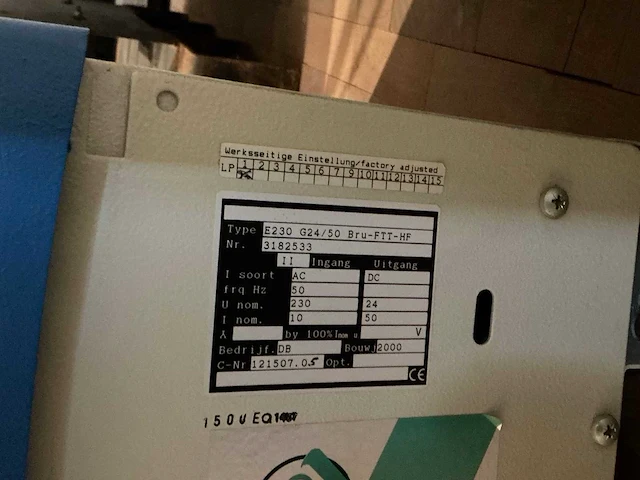 Werksseitige Einstellung/factory adjusted
LP 1 2 3 4 5 6 7 8 9 10 11 12 13 14 15
Type E230 G24/50 Bru-FTT-HF
Nr. 3182533
Ingang Uitgang
I soort AC DC
frq Hz 50
U nom. 230 24
I nom. 10 50
by 100% Inom V
Bedrijf. DB Bouwj 2000
C-Nr 121507.05 Opt.
CE